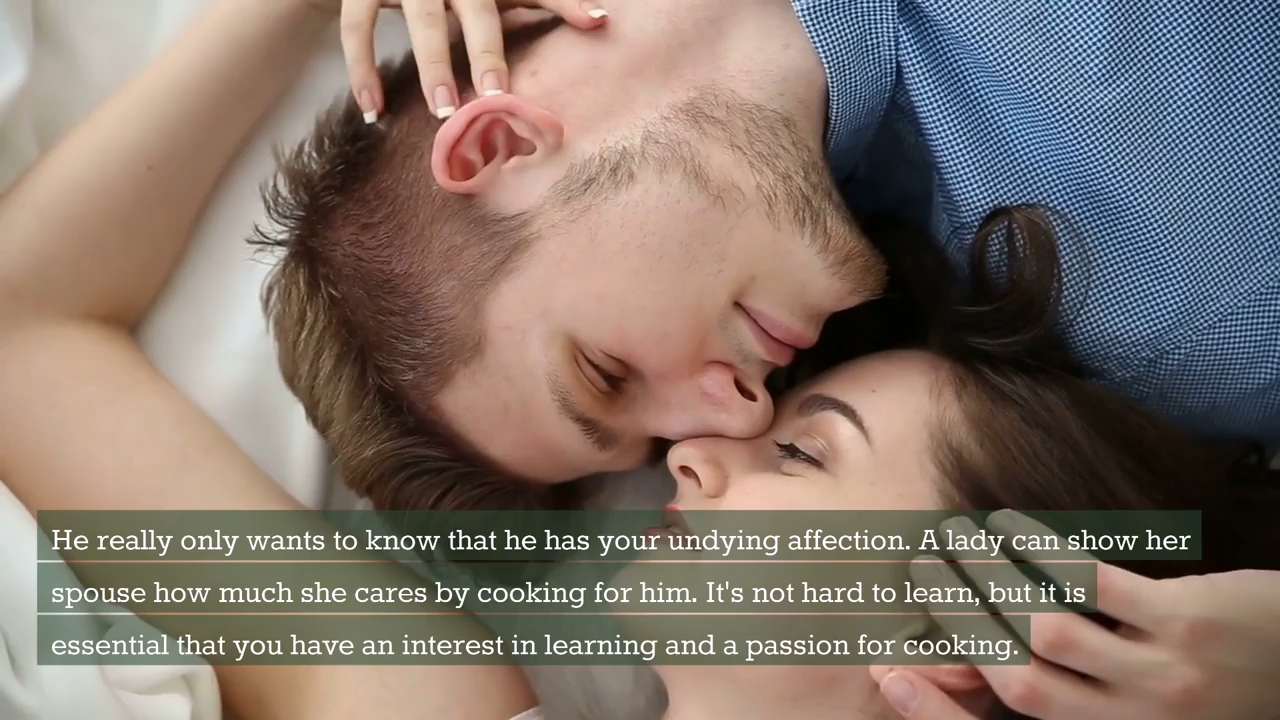 He really only wants to know that he has your undying affection. A lady can show her
spouse how much she cares by cooking for him. It's not hard to learn, but it is
essential that you have an interest in learning and a passion for cooking.